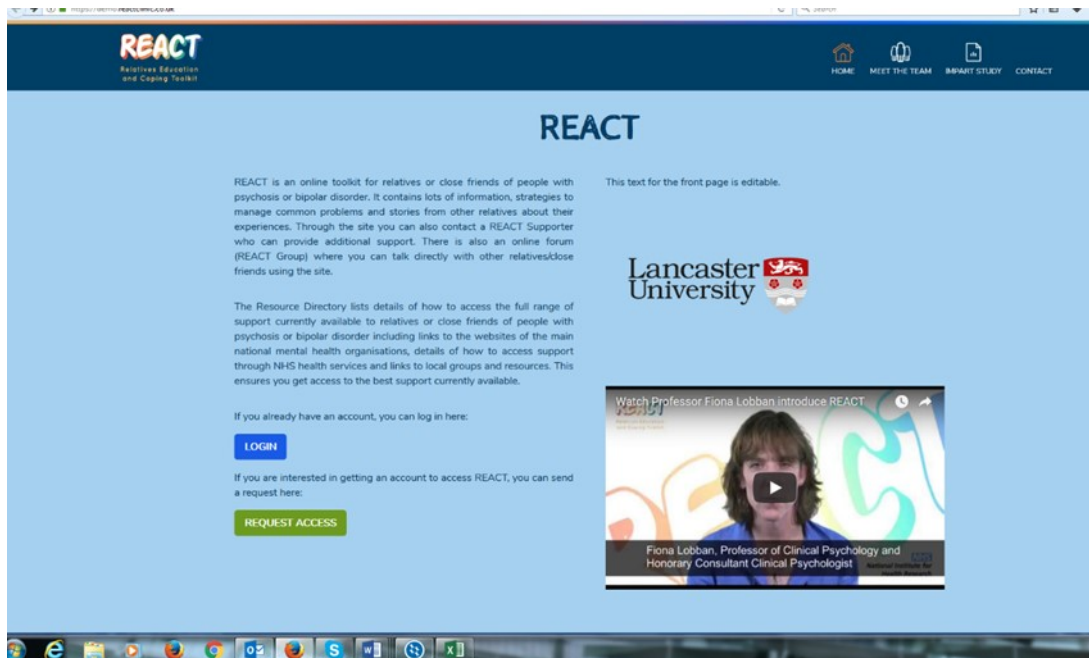 Search
REACT
Relatives Education
and Coping Toolkit
HOME
MEET THE TEAM
IMPART STUDY
CONTACT
REACT
REACT is an online toolkit for relatives or close friends of people with
psychosis or bipolar disorder. It contains lots of information, strategies to
manage common problems and stories from other relatives about their
experiences. Through the site you can also contact a REACT Supporter
who can provide additional support. There is also an online forum
(REACT Group) where you can talk directly with other relatives/close
friends using the site.
The Resource Directory lists details of how to access the full range of
support currently available to relatives or close friends of people with
psychosis or bipolar disorder including links to the websites of the main
national mental health organisations, details of how to access support
through NHS health services and links to local groups and resources. This
ensures you get access to the best support currently available.
If you already have an account, you can log in here:
LOGIN
If you are interested in getting an account to access REACT, you can send
a request here:
REQUEST ACCESS
This text for the front page is editable.
Lancaster
University
Watch Professor Fiona Lobban introduce REACT
REACT
Fiona Lobban, Professor of Clinical Psychology and
Honorary Consultant Clinical Psychologist
NHS
National Institute for
Health Research